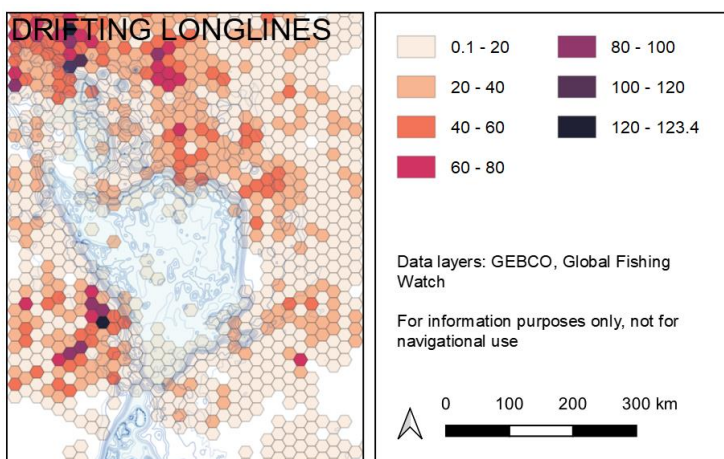 DRIFTING LONGLINES
0.1 - 20
20 - 40
40 - 60
60 - 80
80 - 100
100 - 120
120 - 123.4
Data layers: GEBCO, Global Fishing
Watch
For information purposes only, not for
navigational use
0 100 200 300 km